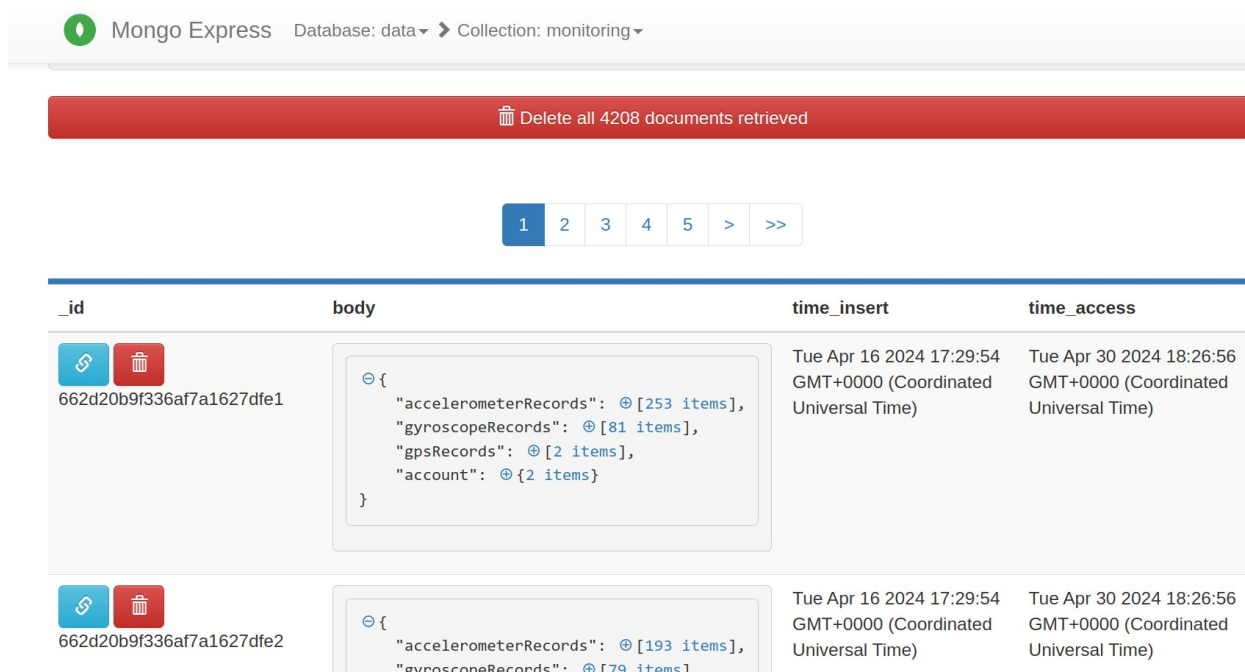 Mongo Express Database: data Collection: monitoring
Delete all 4208 documents retrieved
1 2 3 4 5 > >>
_id body time_insert time_access
662d20b9f336af7a1627dfe1
{
"accelerometerRecords": [253 items],
"gyroscopeRecords": [81 items],
"gpsRecords": [2 items],
"account": {2 items}
}
Tue Apr 16 2024 17:29:54
GMT+0000 (Coordinated
Universal Time)
Tue Apr 30 2024 18:26:56
GMT+0000 (Coordinated
Universal Time)
662d20b9f336af7a1627dfe2
{
"accelerometerRecords": [193 items],
"gyroscopeRecords": [79 items]
Tue Apr 16 2024 17:29:54
GMT+0000 (Coordinated
Universal Time)
Tue Apr 30 2024 18:26:56
GMT+0000 (Coordinated
Universal Time)